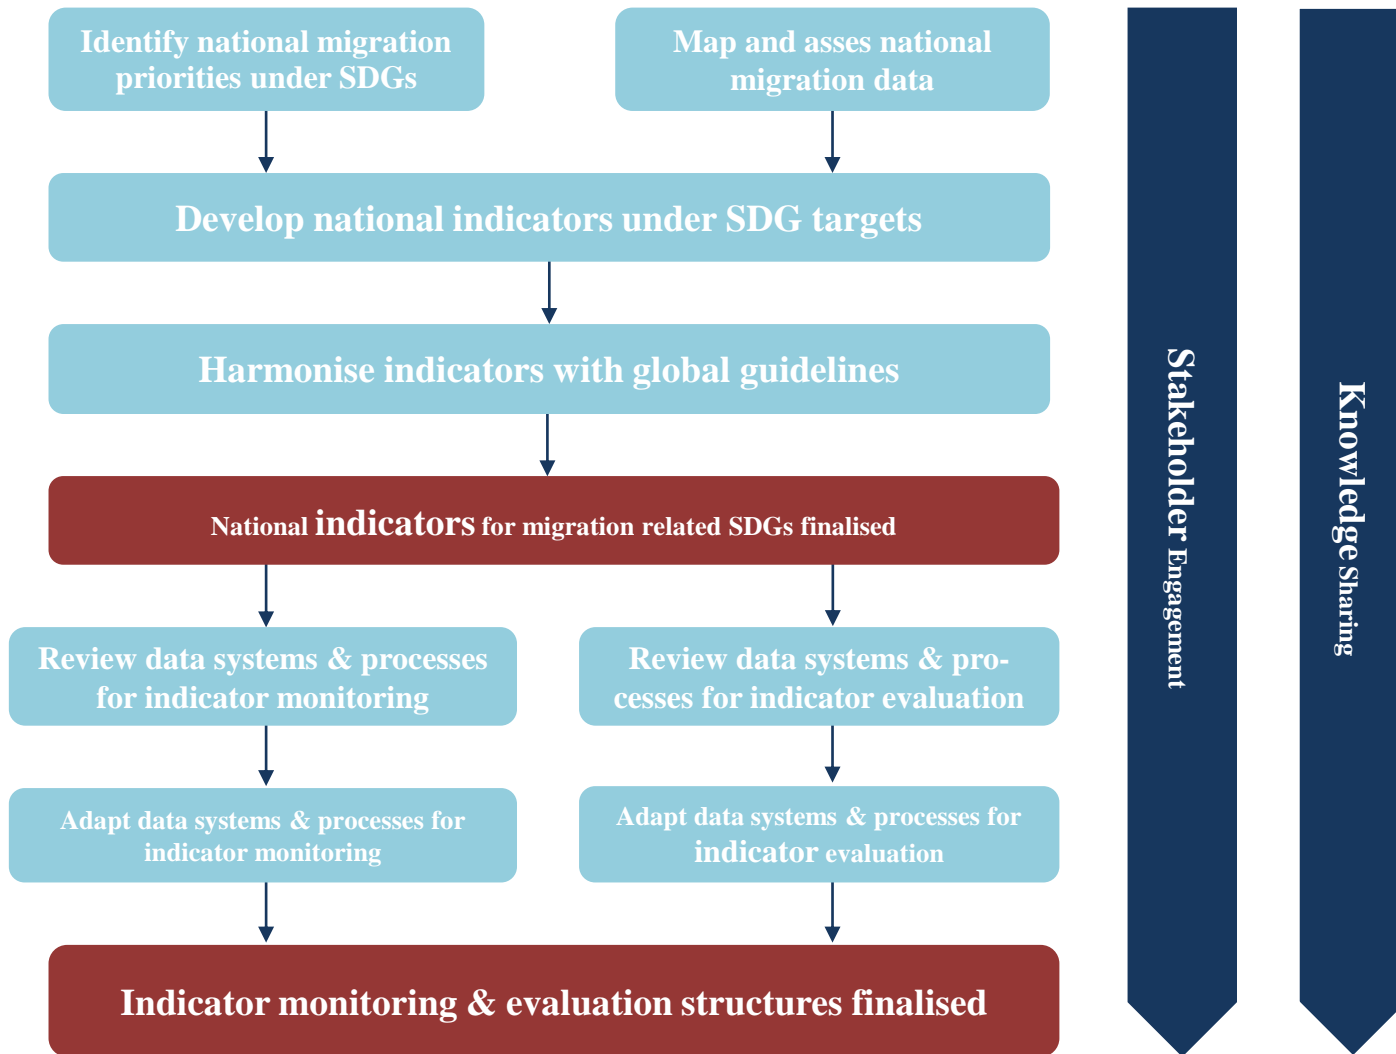 Identify national migration
priorities under SDGs
Map and asses national
migration data
Develop national indicators under SDG targets
Harmonise indicators with global guidelines
National indicators for migration related SDGs finalised
Review data systems & processes
for indicator monitoring
Review data systems & pro-
cesses for indicator evaluation
Adapt data systems & processes for
indicator monitoring
Adapt data systems & processes for
indicator evaluation
Indicator monitoring & evaluation structures finalised
Stakeholder Engagement
Knowledge Sharing